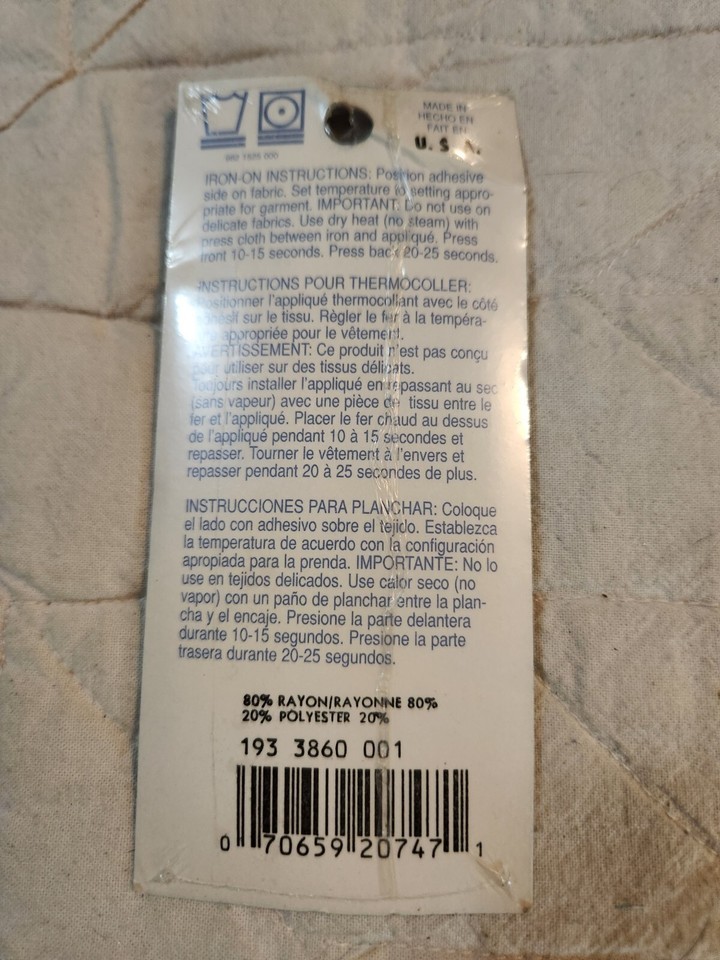 MADE IN
HECHO EN
FAIT EN
U. S. A.
IRON-ON INSTRUCTIONS: Position adhesive
side on fabric. Set temperature to setting appro-
priate for garment. IMPORTANT: Do not use on
delicate fabrics. Use dry heat (no steam) with
press cloth between iron and appliqué. Press
front 10-15 seconds. Press back 20-25 seconds.
INSTRUCTIONS POUR THERMOCOLLER:
Positionner l'appliqué thermocollant avec le côté
sur le tissu. Règler le fer à la tempéra-
appropriée pour le vêtement.
AVERTISSEMENT: Ce produit n'est pas conçu
pour utiliser sur des tissus délicats.
Toujours installer l'appliqué en repassant au sec
(sans vapeur) avec une pièce de tissu entre le
fer et l'appliqué. Placer le fer chaud au dessus
de l'appliqué pendant 10 à 15 secondes et
repasser. Tourner le vêtement à l'envers et
repasser pendant 20 à 25 secondes de plus.
INSTRUCCIONES PARA PLANCHAR: Coloque
el lado con adhesivo sobre el tejido. Establezca
la temperatura de acuerdo con la configuración
apropiada para la prenda. IMPORTANTE: No lo
use en tejidos delicados. Use calor seco (no
vapor) con un paño de planchar entre la plan-
cha y el encaje. Presione la parte delantera
durante 10-15 segundos. Presione la parte
trasera durante 20-25 segundos.
80% RAYON/RAYONNE 80%
20% POLYESTER 20%
193 3860 001
0 70659 20747 1